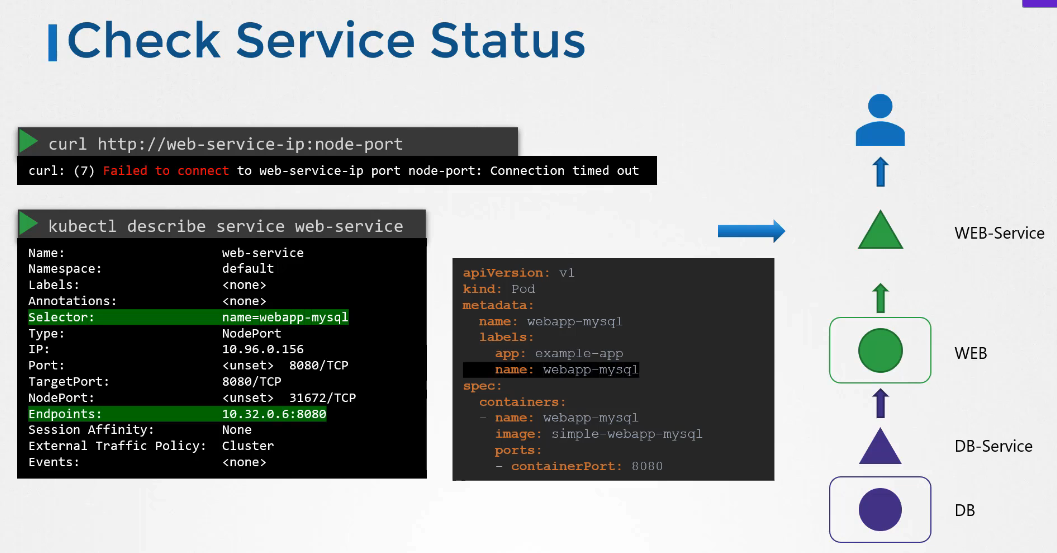 Check Service Status
curl http://web-service-ip:node-port
curl: (7) Failed to connect to web-service-ip port node-port: Connection timed out
kubectl describe service web-service
Name: web-service
Namespace: default
Labels: <none>
Annotations: <none>
Selector: name=webapp-mysql
Type: NodePort
IP: 10.96.0.156
Port: <unset> 8080/TCP
TargetPort: 8080/TCP
NodePort: <unset> 31672/TCP
Endpoints: 10.32.0.6:8080
Session Affinity: None
External Traffic Policy: Cluster
Events: <none>
apiVersion: v1
kind: Pod
metadata:
name: webapp-mysql
labels:
app: example-app
name: webapp-mysql
spec:
containers:
- name: webapp-mysql
image: simple-webapp-mysql
ports:
- containerPort: 8080
WEB-Service
WEB
DB-Service
DB